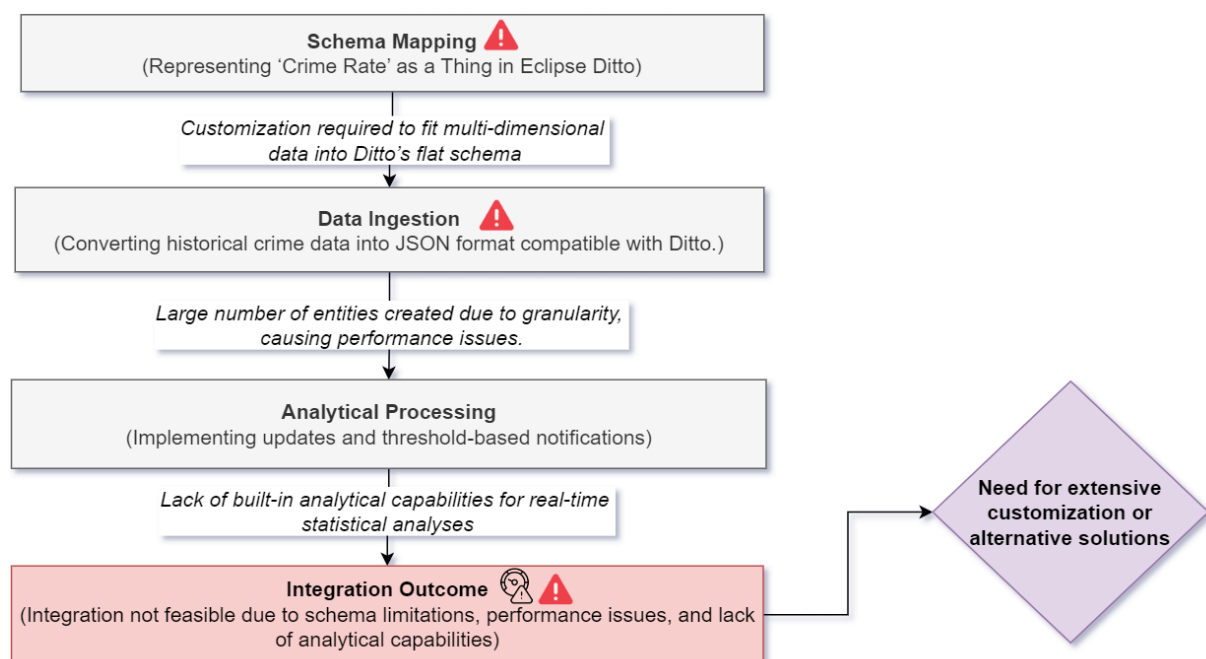 Schema Mapping
(Representing ‘Crime Rate’ as a Thing in Eclipse Ditto)
Customization required to fit multi-dimensional
data into Ditto’s flat schema
Data Ingestion
(Converting historical crime data into JSON format compatible with Ditto.)
Large number of entities created due to granularity,
causing performance issues.
Analytical Processing
(Implementing updates and threshold-based notifications)
Lack of built-in analytical capabilities for real-time
statistical analyses
Integration Outcome
(Integration not feasible due to schema limitations, performance issues, and lack
of analytical capabilities)
Need for extensive
customization or
alternative solutions